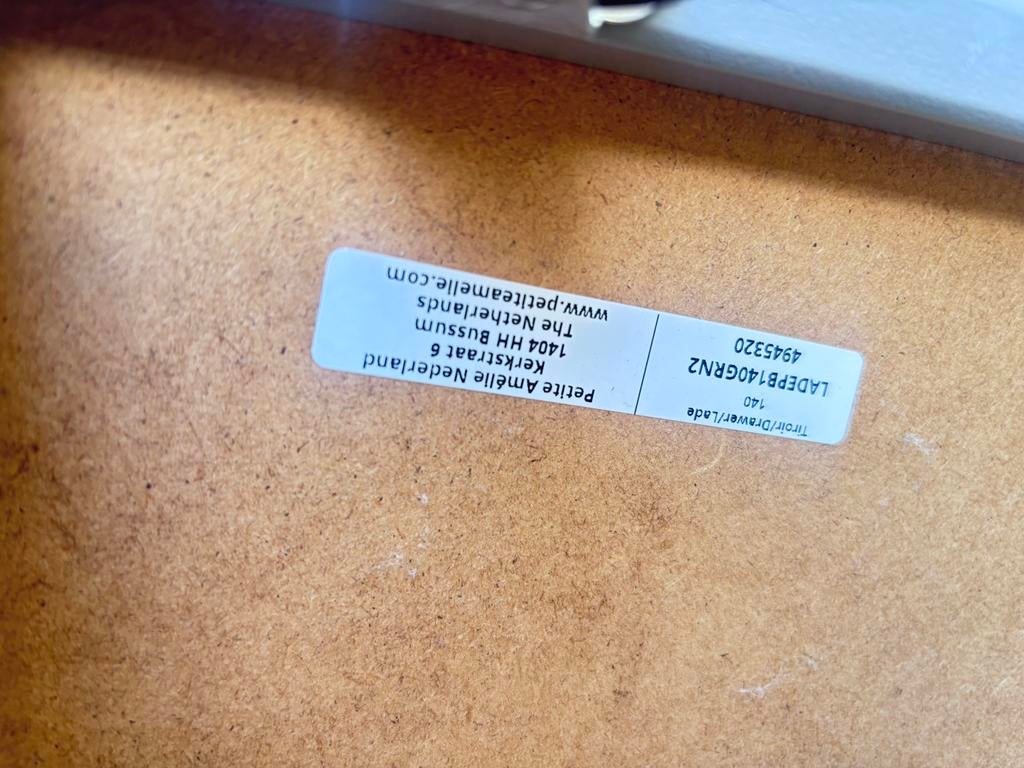 Tiroir/Drawer/Lade
140
LADEPB140GRN2
4945320
Petite Amélie Nederland
Kerkstraat 6
1404 HH Bussum
The Netherlands
www.petiteamelie.com